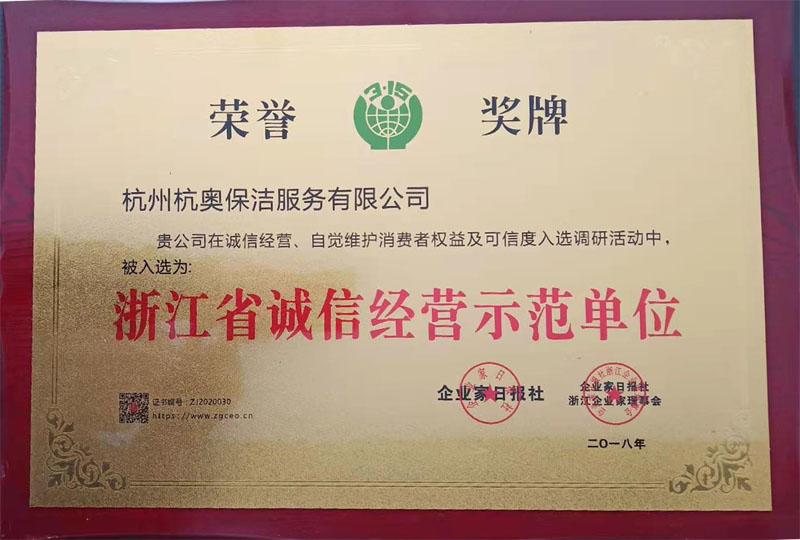 荣誉 3·15 奖牌
杭州杭奥保洁服务有限公司
贵公司在诚信经营、自觉维护消费者权益及可信度入选调研活动中，
被入选为：
浙江省诚信经营示范单位
证书编号：ZJ2020030
https://www.zgceo.cn
企业家日报社
企业家日报社
浙江企业家理事会
二〇一八年